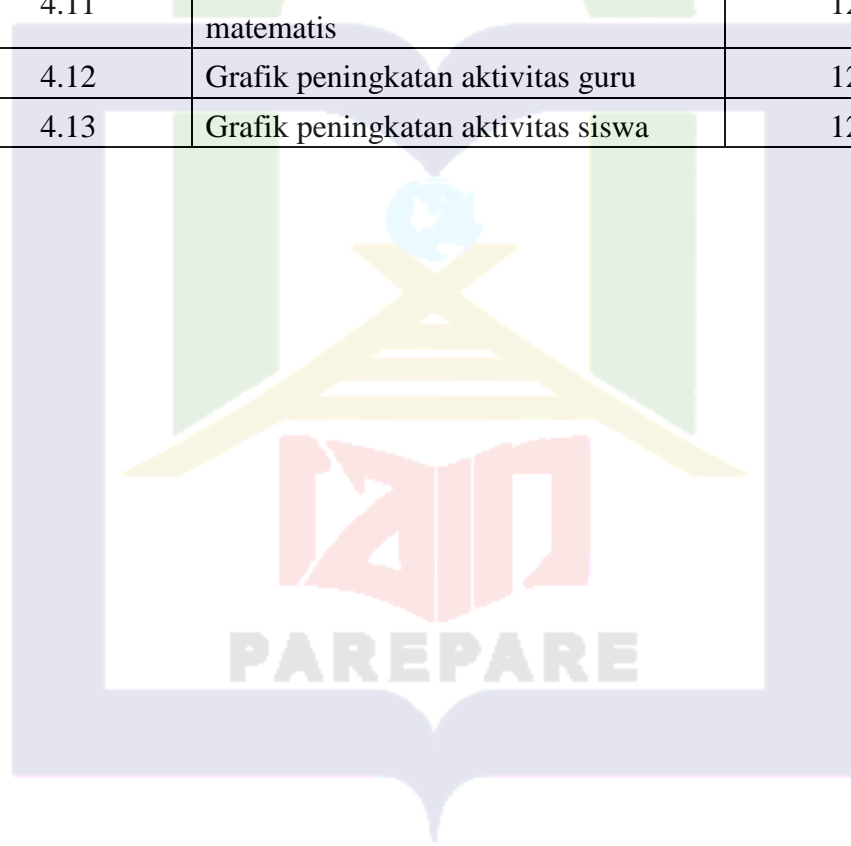 4.11
matematis
4.12 Grafik peningkatan aktivitas guru
4.13 Grafik peningkatan aktivitas siswa
PAREPARE